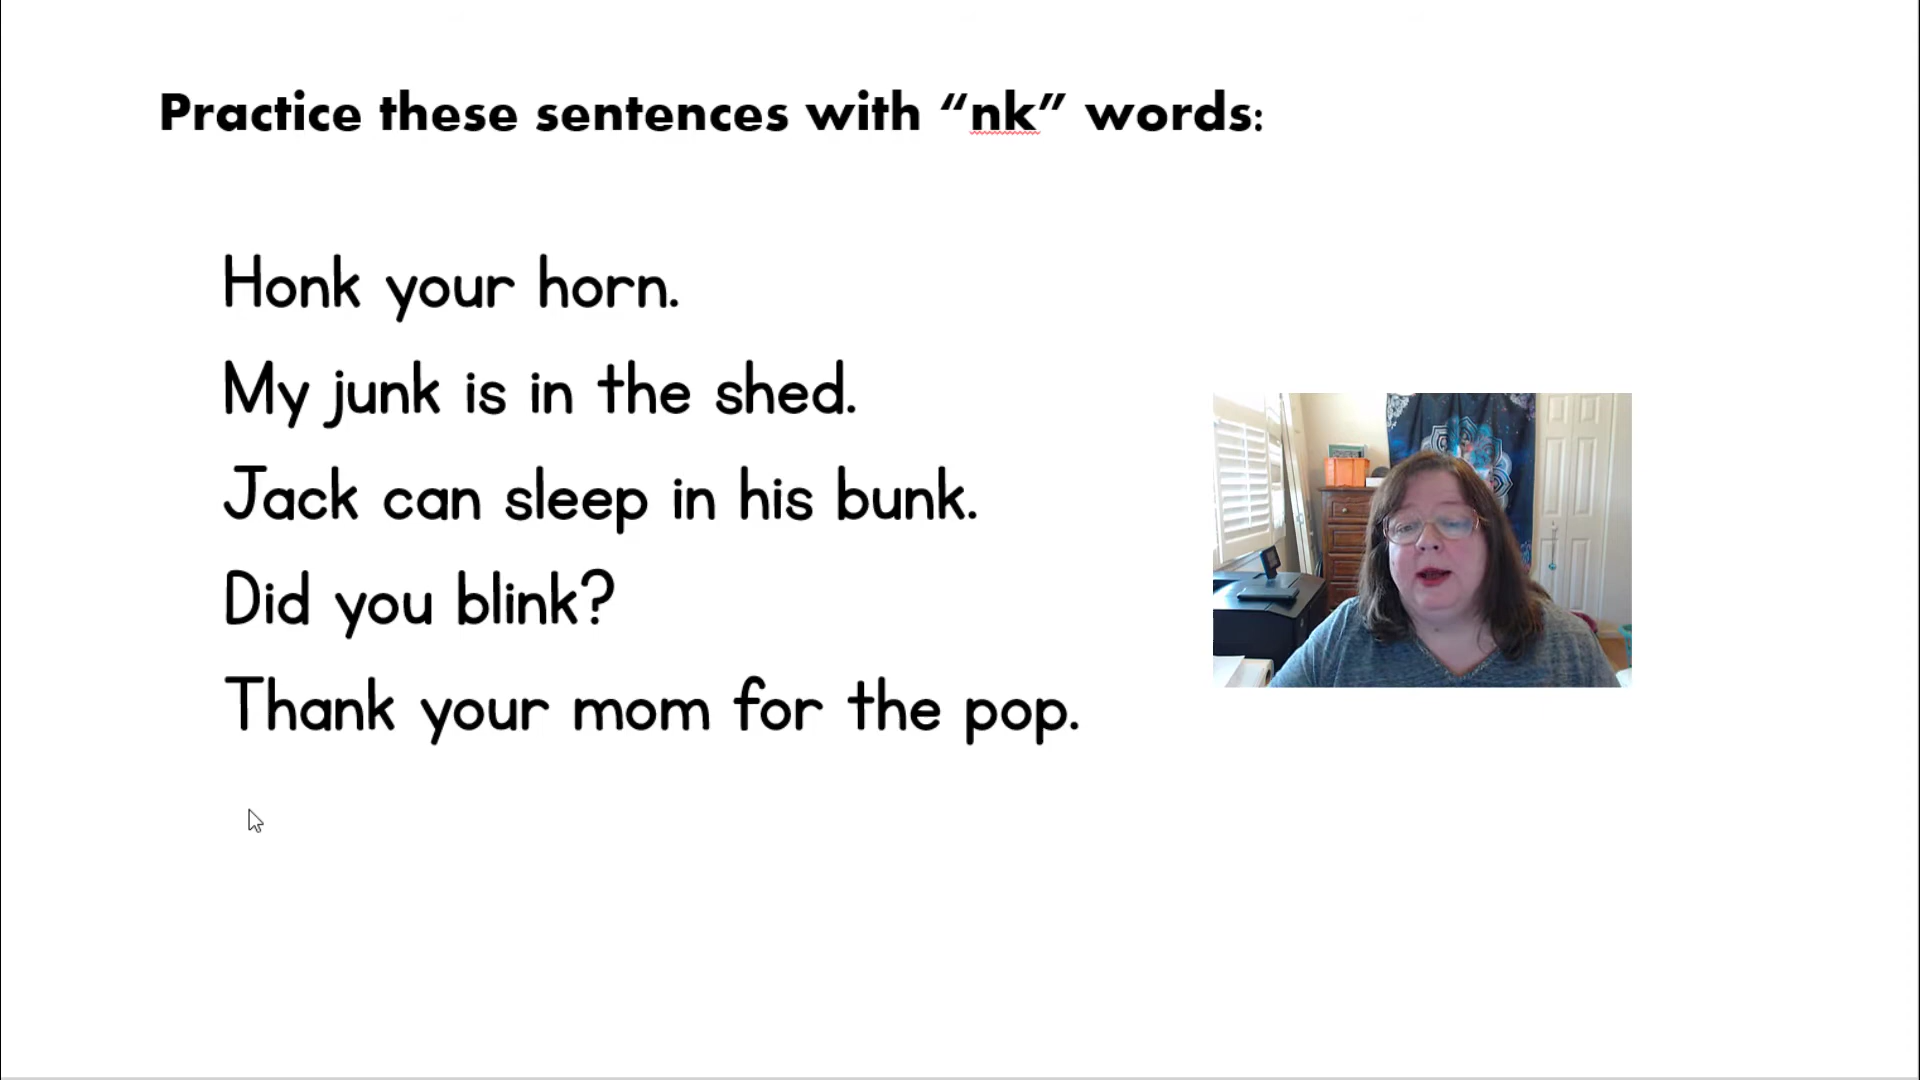 Practice these sentences with “nk” words:
Honk your horn.
My junk is in the shed.
Jack can sleep in his bunk.
Did you blink?
Thank your mom for the pop.